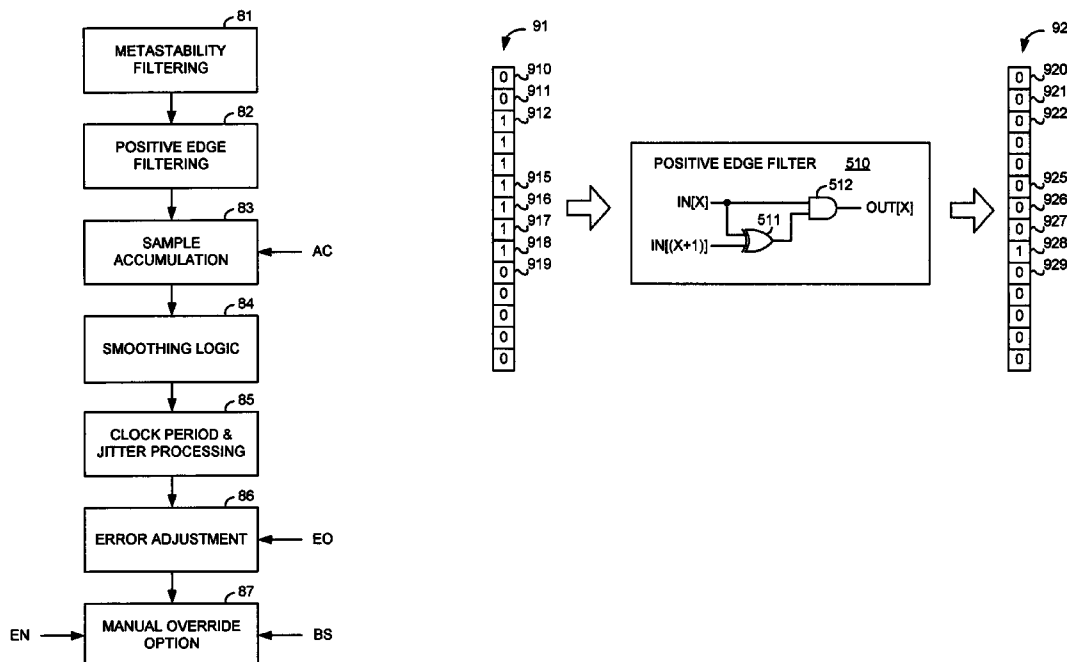 81
METASTABILITY
FILTERING
82
POSITIVE EDGE
FILTERING
83
SAMPLE
ACCUMULATION
AC
84
SMOOTHING LOGIC
85
CLOCK PERIOD &
JITTER PROCESSING
86
ERROR ADJUSTMENT
EO
87
EN
MANUAL OVERRIDE
OPTION
BS
91
0 910
0 911
1 912
1
1
1 915
1 916
1 917
1 918
0 919
0
0
0
0
POSITIVE EDGE FILTER 510
512
IN[X]
OUT[X]
511
IN[(X+1)]
92
0 920
0 921
0 922
0
0
0 925
0 926
0 927
1 928
0 929
0
0
0
0